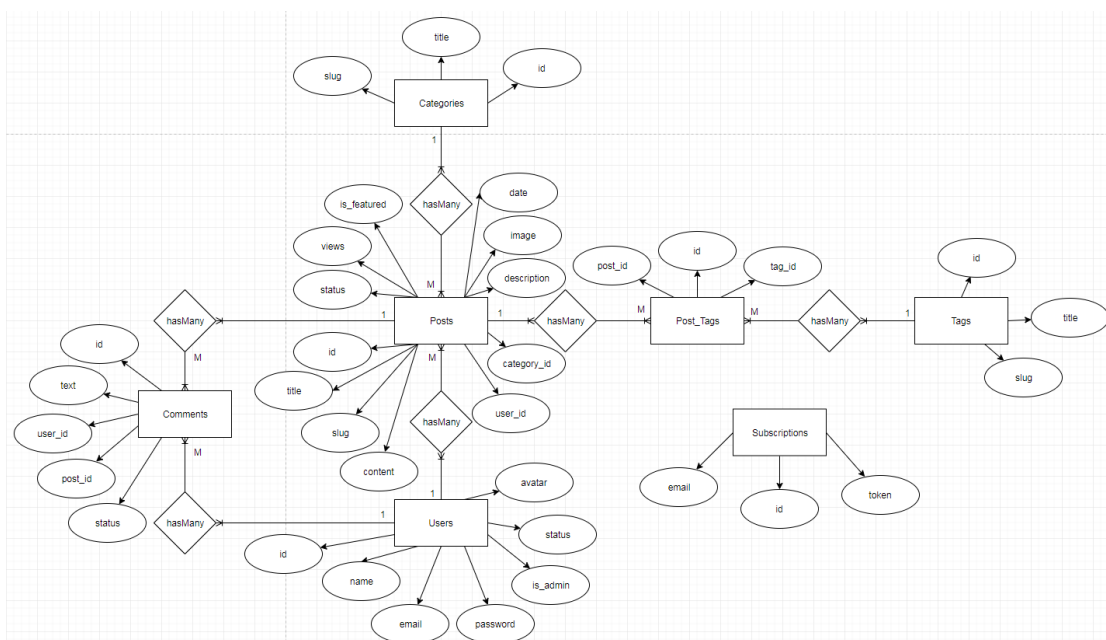 title
slug
id
Categories
1
hasMany
M
is_featured
date
views
image
status
description
Posts
1
1
M
id
title
slug
content
category_id
user_id
hasMany
M
post_id
id
tag_id
Post_Tags
M
hasMany
1
Tags
id
title
slug
hasMany
M
id
text
user_id
post_id
status
Comments
M
hasMany
1
hasMany
1
Users
avatar
status
is_admin
password
email
name
id
Subscriptions
email
id
token